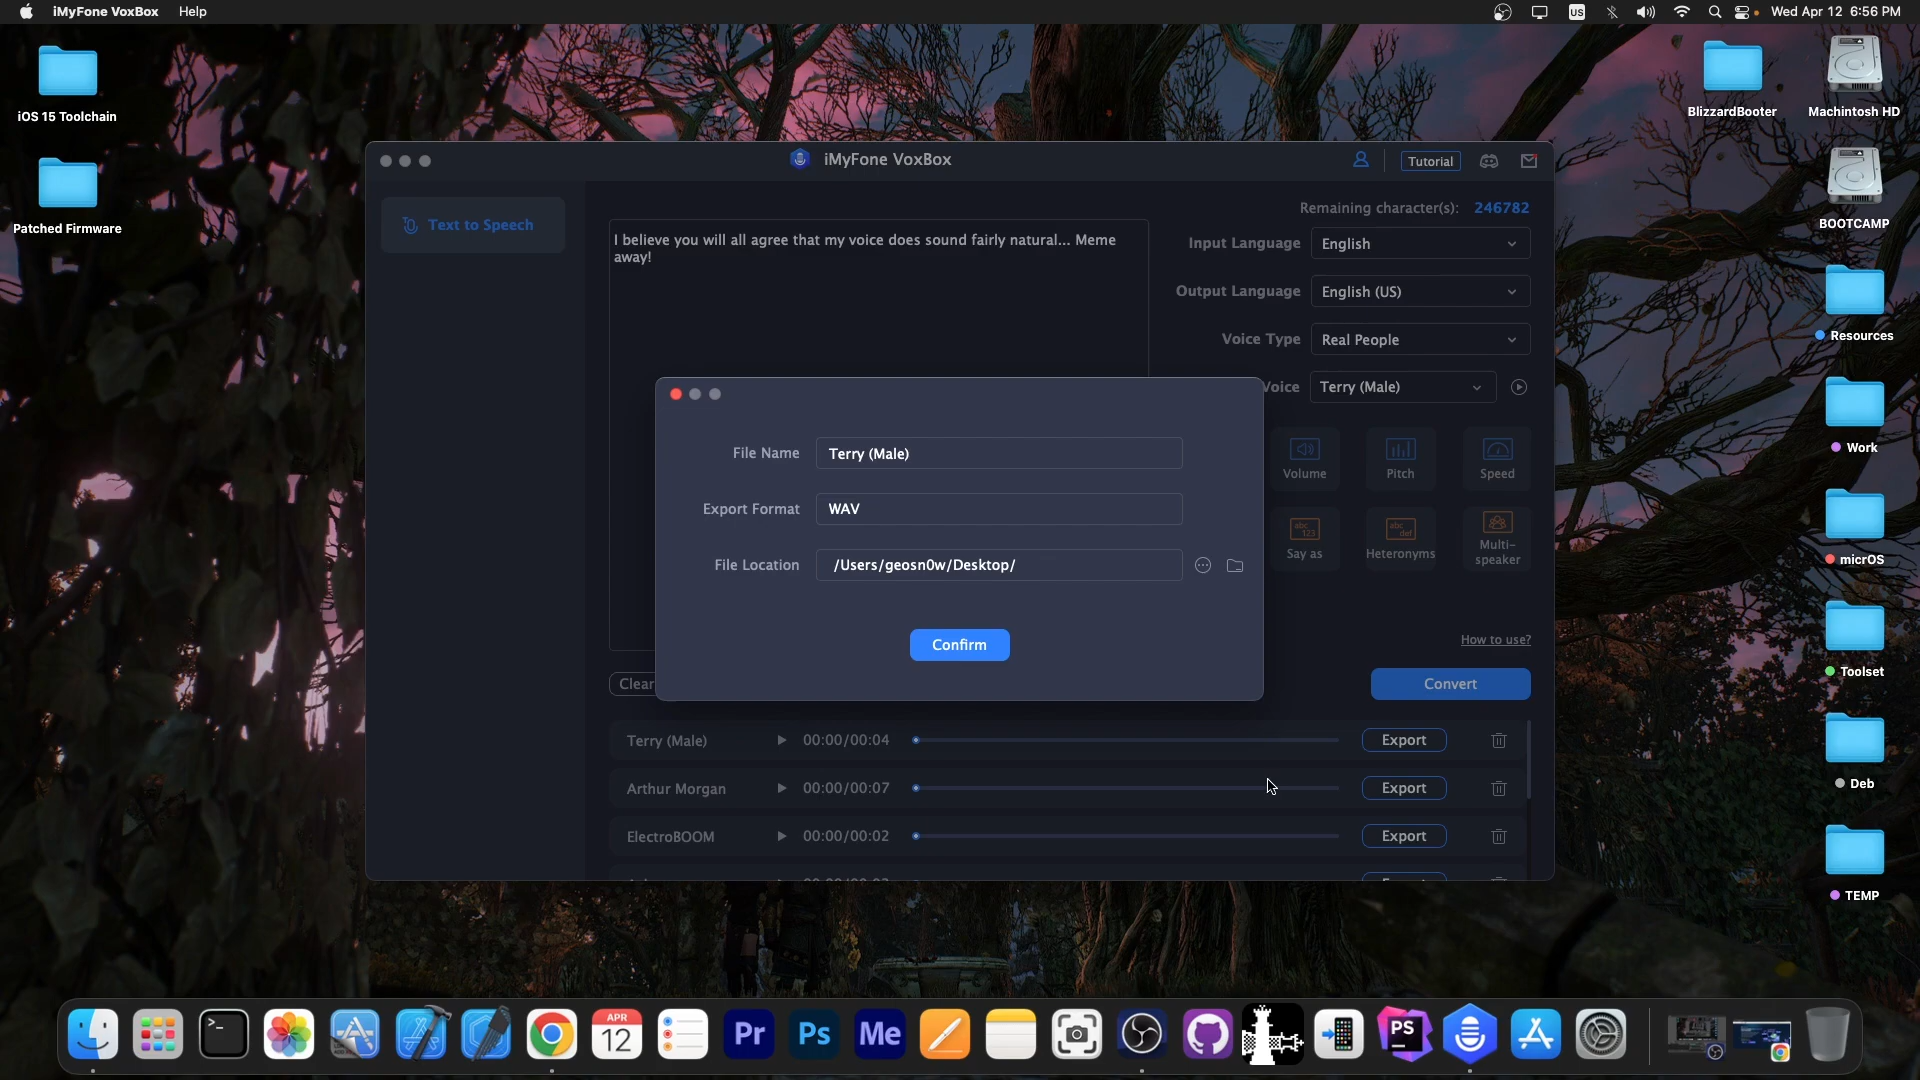 iMyFone VoxBox Help
US
Wed Apr 12 6:56 PM
iOS 15 Toolchain
Patched Firmware
BlizzardBooter
Machintosh HD
BOOTCAMP
Resources
Work
micrOS
Toolset
Deb
TEMP
iMyFone VoxBox
Tutorial
Text to Speech
Remaining character(s): 246782
I believe you will all agree that my voice does sound fairly natural... Meme
away!
Input Language English
Output Language English (US)
Voice Type Real People
Voice Terry (Male)
Volume
Pitch
Speed
abc
123
Say as
abc
def
Heteronyms
Multi-
speaker
File Name Terry (Male)
Export Format WAV
File Location /Users/geosn0w/Desktop/
Confirm
How to use?
Clear
Convert
Terry (Male) 00:00/00:04 Export
Arthur Morgan 00:00/00:07 Export
ElectroBOOM 00:00/00:02 Export
>_
APR
12
Pr
Ps
Me
PS